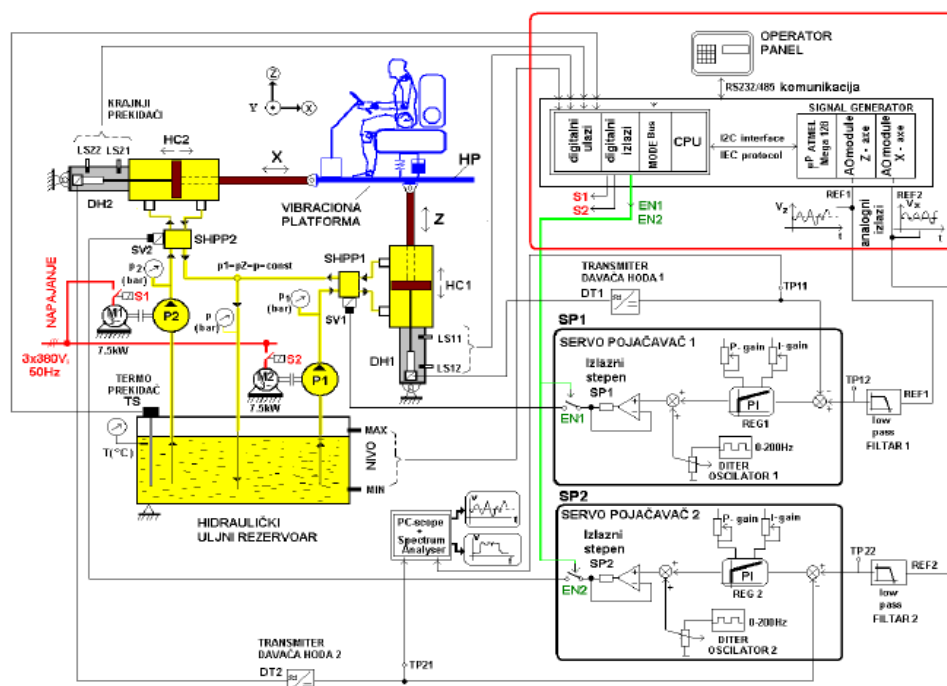 OPERATOR
PANEL
RS232/485 komunikacija
KRAJNJI
PREKIDAČI
LS22 LS21
HC2
DH2
X
Z
Y
X
HP
VIBRACIONA
PLATFORMA
Z
digitalni
ulazi
digitalni
izlazi
MODE Bus
CPU
I2C interface
IEC protocol
SIGNAL GENERATOR
µP ATMEL
Mega 128
AOmodule
Z - axe
AOmodule
X - axe
REF1
REF2
S1
S2
EN1
EN2
Vz
t
analogni
izlazi
Vx
t
SV2
SHPP2
p1=p2=p=const
SHPP1
SV1
HC1
LS11
LS12
DH1
NAPAJANJE
3x380V,
50Hz
p2
(bar)
S1
M1
7.5kW
P2
p
(bar)
p1
(bar)
S2
M2
7.5kW
P1
TERMO
PREKIDAČ
TS
T(°C)
MAX
NIVO
MIN
HIDRAULIČKI
ULJNI REZERVOAR
TRANSMITER
DAVAČA HODA 1
DT1
TP11
SP1
SERVO POJAČAVAČ 1
Izlazni
stepen
SP1
EN1
P- gain
I-gain
PI
REG1
0-200Hz
DITER
OSCILATOR 1
TP12
REF1
low
pass
FILTAR 1
SP2
SERVO POJAČAVAČ 2
Izlazni
stepen
SP2
EN2
P- gain
I- gain
PI
REG 2
0-200Hz
DITER
OSCILATOR 2
TP22
REF2
low
pass
FILTAR 2
PC-scope
+
Spectrum
Analyser
v
t
v
f
TRANSMITER
DAVAČA HODA 2
DT2
TP21